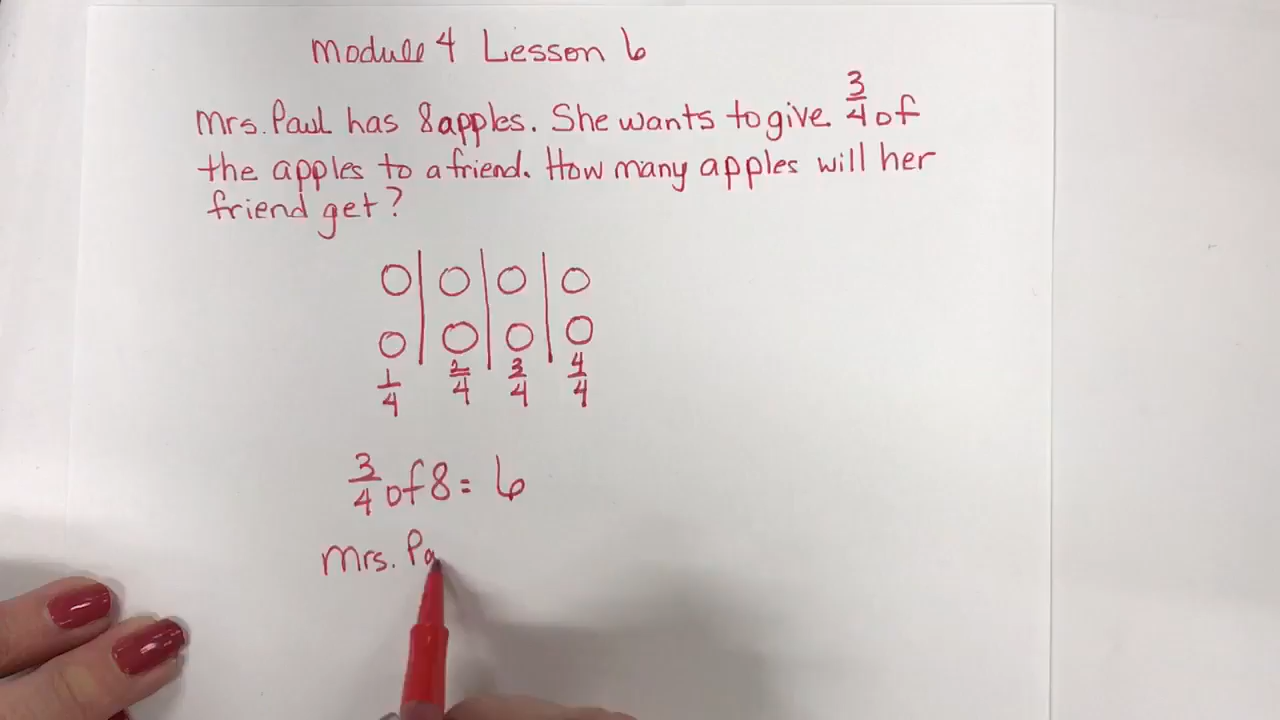 Module 4 Lesson 6
Mrs. Paul has 8 apples. She wants to give 3/4 of
the apples to a friend. How many apples will her
friend get?
1/4 2/4 3/4 4/4
3/4 of 8 = 6
Mrs. Pa